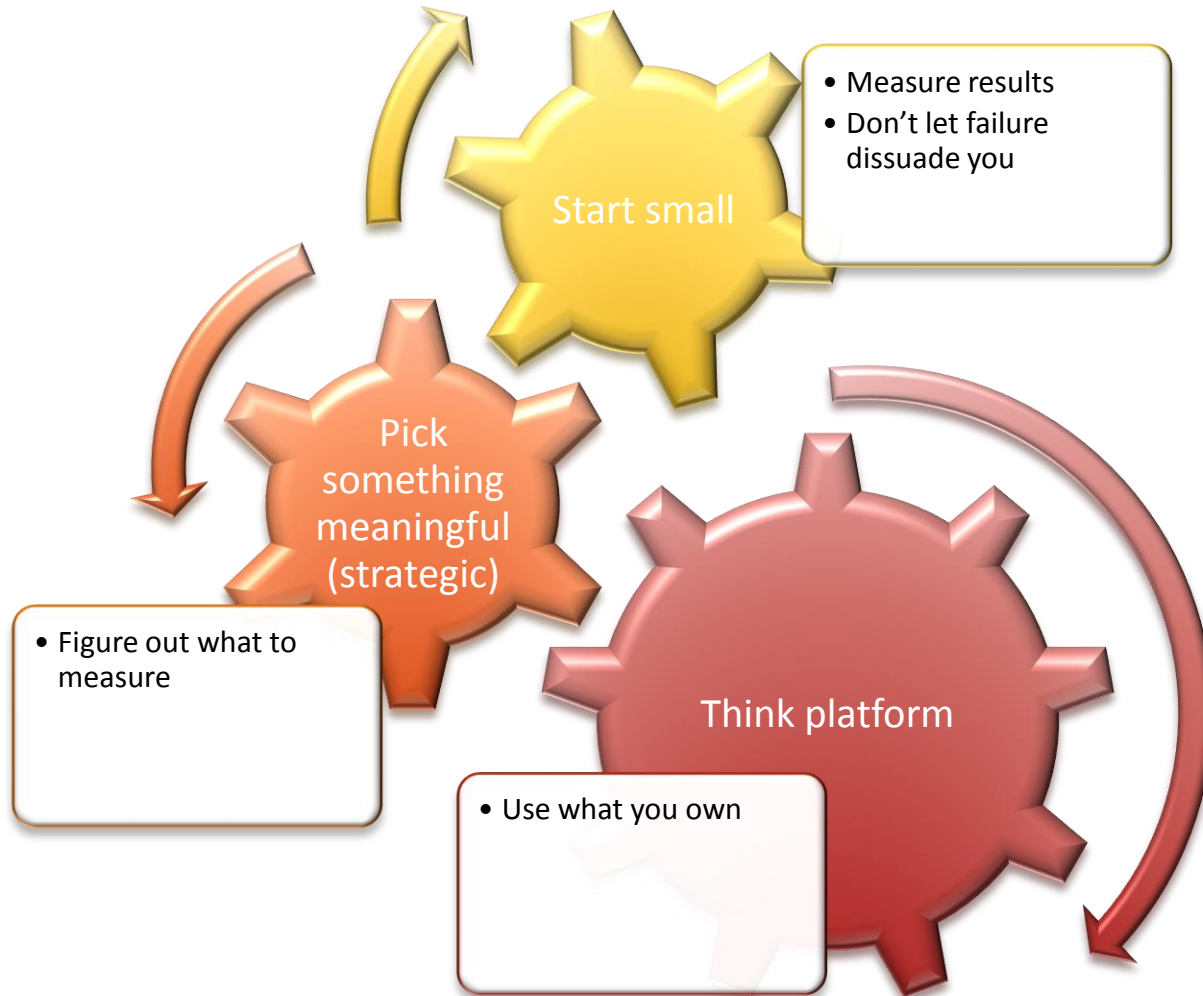 Start small
• Measure results
• Don’t let failure
dissuade you
Pick
something
meaningful
(strategic)
• Figure out what to
measure
Think platform
• Use what you own